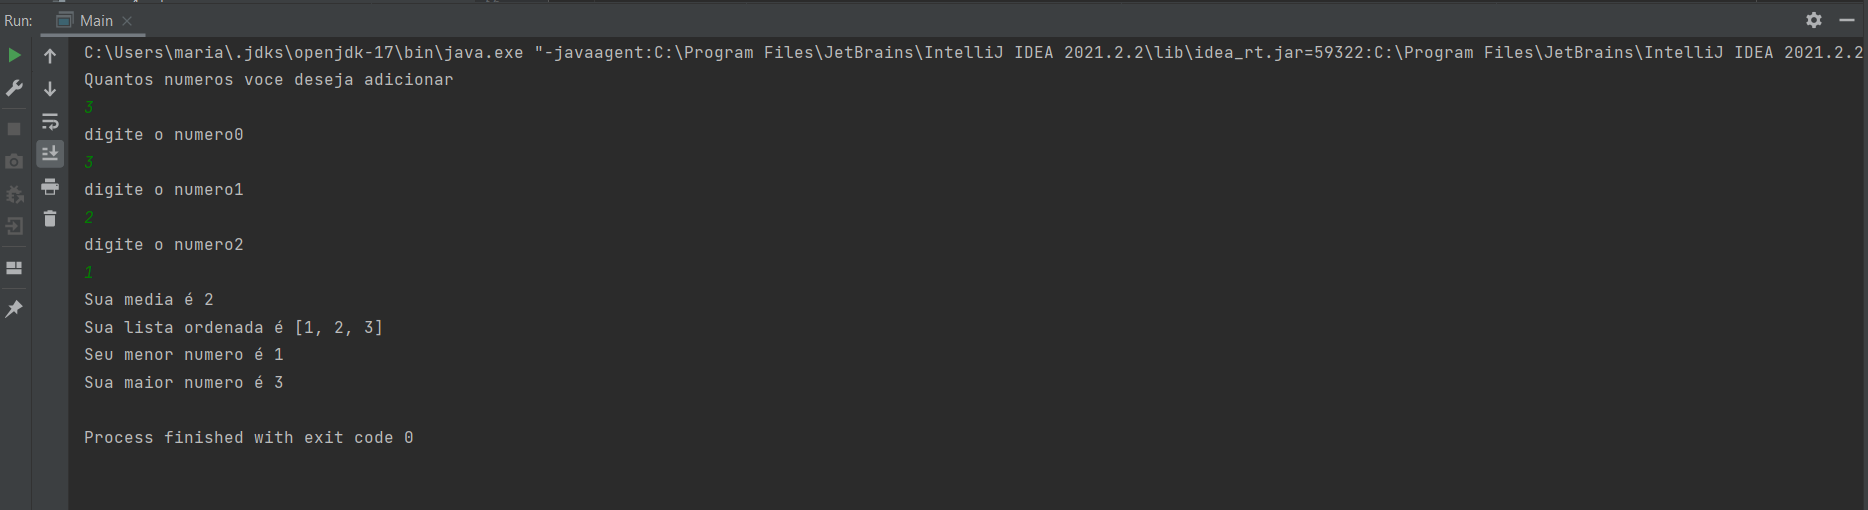 Run:
Main
C:\Users\maria\.jdks\openjdk-17\bin\java.exe "-javaagent:C:\Program Files\JetBrains\IntelliJ IDEA 2021.2.2\lib\idea_rt.jar=59322:C:\Program Files\JetBrains\IntelliJ IDEA 2021.2.2
Quantos numeros voce deseja adicionar
3
digite o numero0
3
digite o numero1
2
digite o numero2
1
Sua media é 2
Sua lista ordenada é [1, 2, 3]
Seu menor numero é 1
Sua maior numero é 3
Process finished with exit code 0